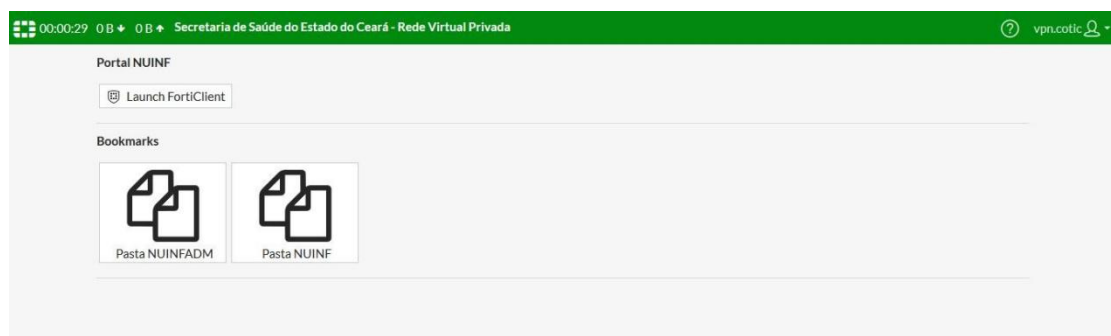 00:00:29 0 B 0 B Secretaria de Saúde do Estado do Ceará - Rede Virtual Privada ? vpn.cotic
Portal NUINF
Launch FortiClient
Bookmarks
Pasta NUINFADM Pasta NUINF